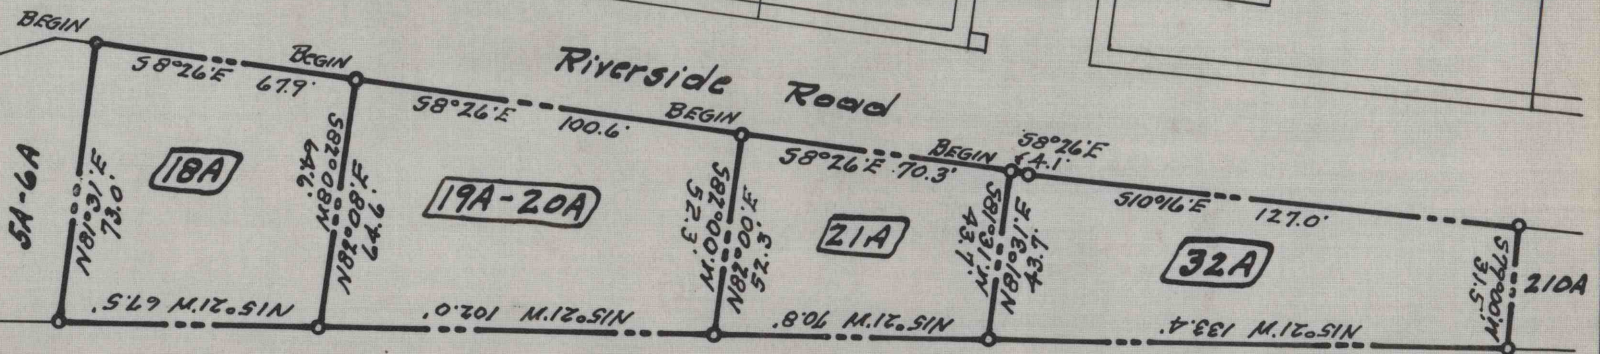 BEGIN
S8°26'E
67.9'
BEGIN
S8°26'E
100.6'
Riverside Road
BEGIN
S8°26'E 70.3'
BEGIN
S8°26'E
4.1'
S10°16'E
127.0'
5A-6A
N81°31'E
73.0'
18A
S82°08'W
64.6'
N82°08'E
64.6'
19A-20A
S82°00'W
52.3'
N82°00'E
52.3'
21A
S81°31'W
43.7'
N81°31'E
43.7'
32A
S79°00'W
31.5'
210A
N15°21'W 67.5'
N15°21'W 102.0'
N15°21'W 70.8'
N15°21'W 133.4'